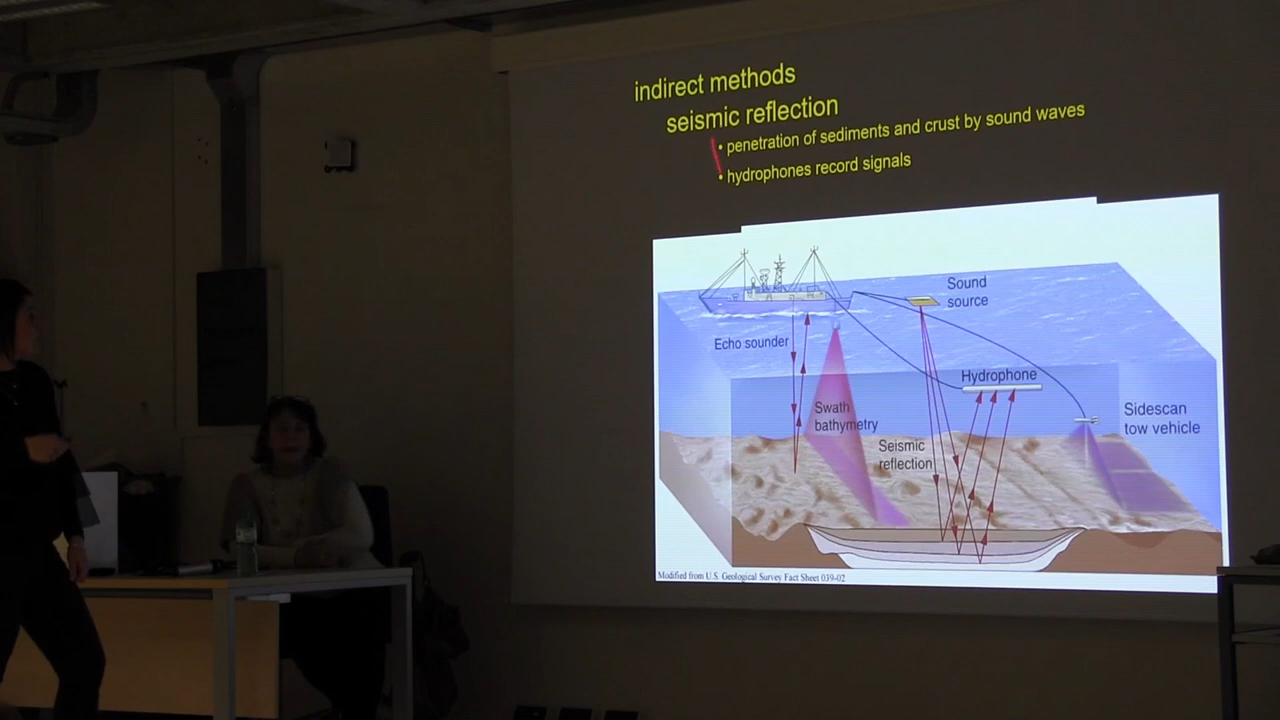 indirect methods
seismic reflection
• penetration of sediments and crust by sound waves
• hydrophones record signals
Sound
source
Echo sounder
Hydrophone
Swath
bathymetry
Sidescan
tow vehicle
Seismic
reflection
Modified from U.S. Geological Survey Fact Sheet 039-02